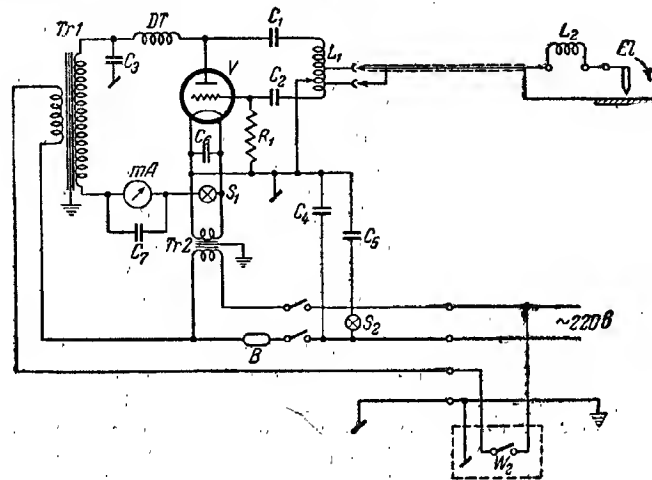 Tr1
DT
C₁
L₁
L₂
El
C₃
V
C₂
C₆
R₁
mA
S₁
C₄
C₅
C₇
Tr2
S₂
~220в
B
W₂